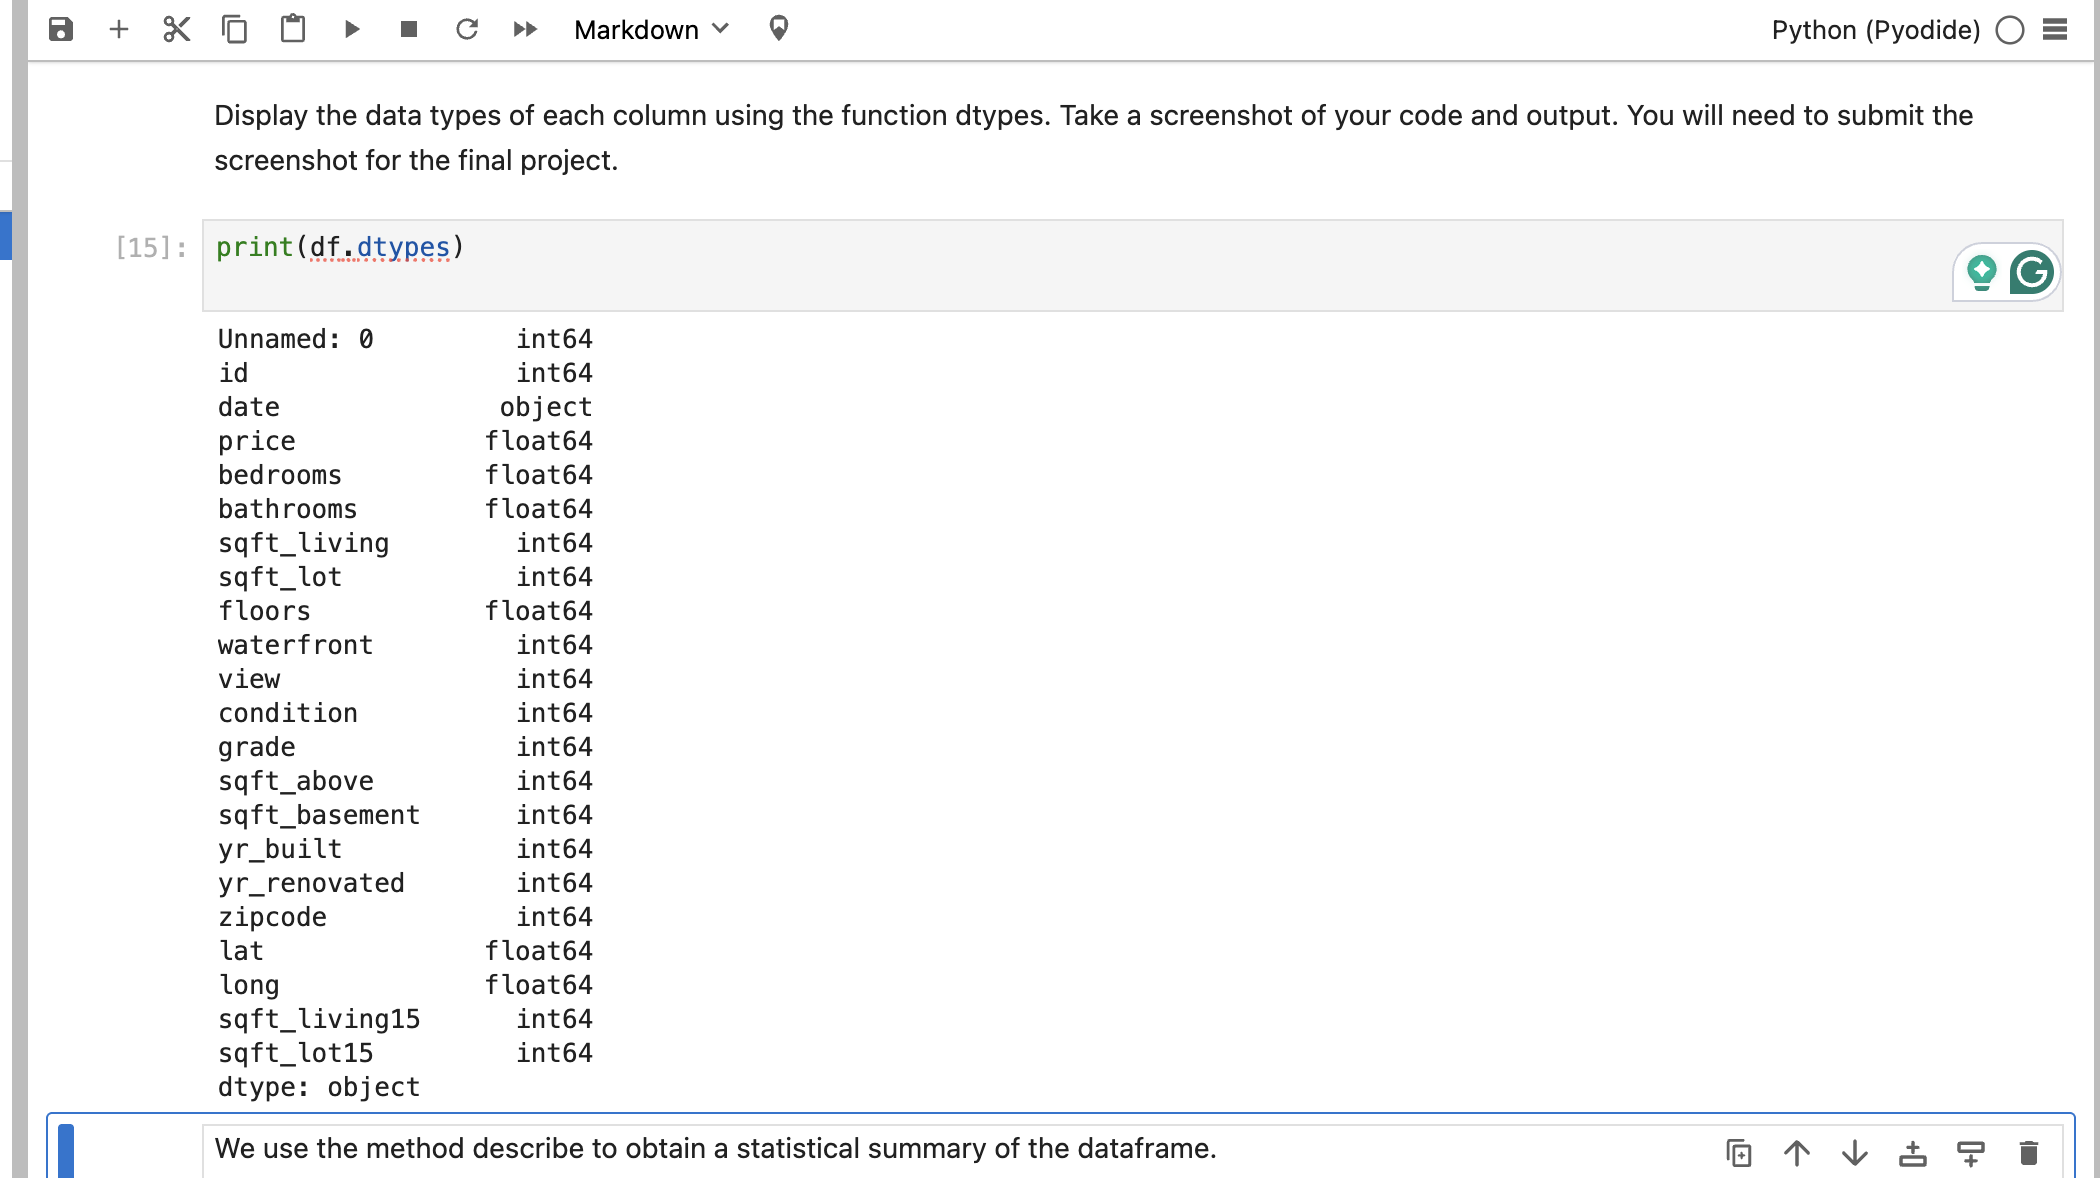 Markdown
Python (Pyodide)
Display the data types of each column using the function dtypes. Take a screenshot of your code and output. You will need to submit the
screenshot for the final project.
[15]: print(df.dtypes)
Unnamed: 0 int64
id int64
date object
price float64
bedrooms float64
bathrooms float64
sqft_living int64
sqft_lot int64
floors float64
waterfront int64
view int64
condition int64
grade int64
sqft_above int64
sqft_basement int64
yr_built int64
yr_renovated int64
zipcode int64
lat float64
long float64
sqft_living15 int64
sqft_lot15 int64
dtype: object
We use the method describe to obtain a statistical summary of the dataframe.